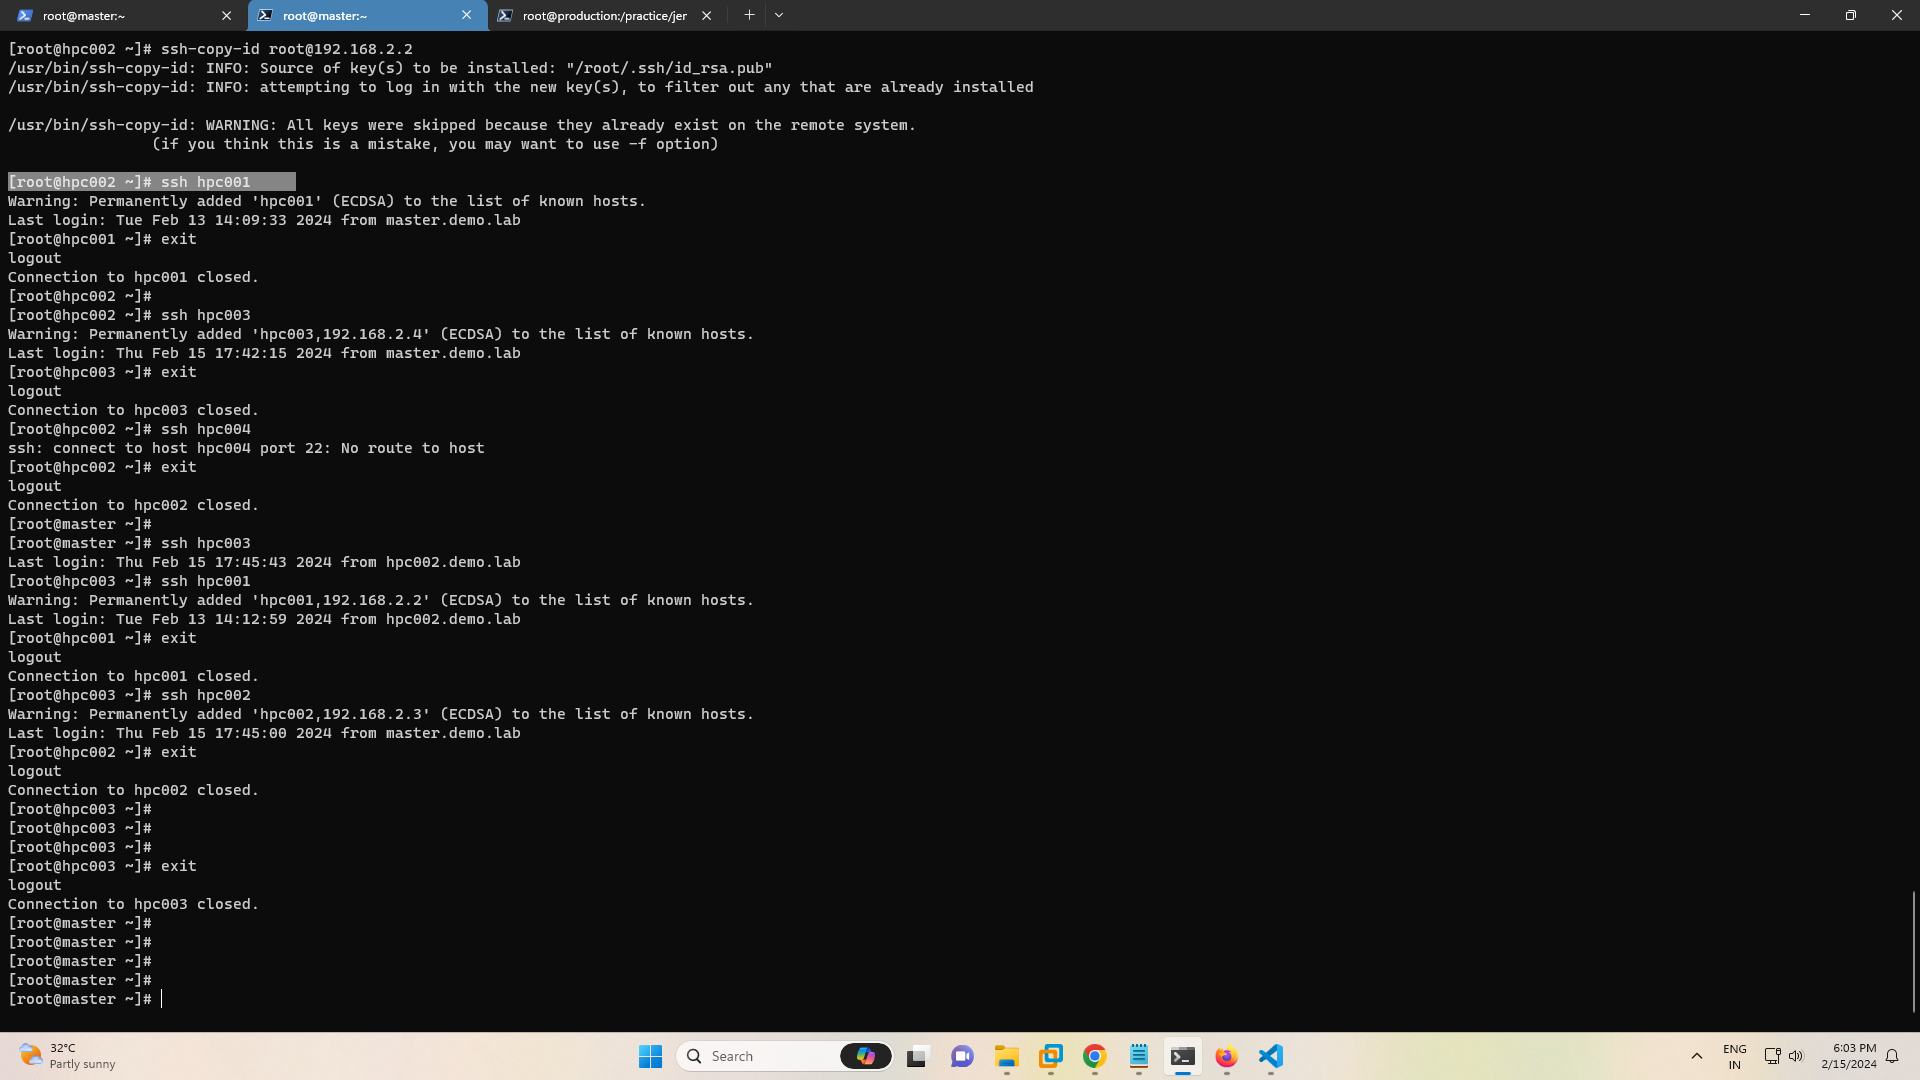 root@master:~
root@master:~
root@production:/practice/jer
[root@hpc002 ~]# ssh-copy-id root@192.168.2.2
/usr/bin/ssh-copy-id: INFO: Source of key(s) to be installed: "/root/.ssh/id_rsa.pub"
/usr/bin/ssh-copy-id: INFO: attempting to log in with the new key(s), to filter out any that are already installed
/usr/bin/ssh-copy-id: WARNING: All keys were skipped because they already exist on the remote system.
(if you think this is a mistake, you may want to use -f option)
[root@hpc002 ~]# ssh hpc001
Warning: Permanently added 'hpc001' (ECDSA) to the list of known hosts.
Last login: Tue Feb 13 14:09:33 2024 from master.demo.lab
[root@hpc001 ~]# exit
logout
Connection to hpc001 closed.
[root@hpc002 ~]#
[root@hpc002 ~]# ssh hpc003
Warning: Permanently added 'hpc003,192.168.2.4' (ECDSA) to the list of known hosts.
Last login: Thu Feb 15 17:42:15 2024 from master.demo.lab
[root@hpc003 ~]# exit
logout
Connection to hpc003 closed.
[root@hpc002 ~]# ssh hpc004
ssh: connect to host hpc004 port 22: No route to host
[root@hpc002 ~]# exit
logout
Connection to hpc002 closed.
[root@master ~]#
[root@master ~]# ssh hpc003
Last login: Thu Feb 15 17:45:43 2024 from hpc002.demo.lab
[root@hpc003 ~]# ssh hpc001
Warning: Permanently added 'hpc001,192.168.2.2' (ECDSA) to the list of known hosts.
Last login: Tue Feb 13 14:12:59 2024 from hpc002.demo.lab
[root@hpc001 ~]# exit
logout
Connection to hpc001 closed.
[root@hpc003 ~]# ssh hpc002
Warning: Permanently added 'hpc002,192.168.2.3' (ECDSA) to the list of known hosts.
Last login: Thu Feb 15 17:45:00 2024 from master.demo.lab
[root@hpc002 ~]# exit
logout
Connection to hpc002 closed.
[root@hpc003 ~]#
[root@hpc003 ~]#
[root@hpc003 ~]#
[root@hpc003 ~]# exit
logout
Connection to hpc003 closed.
[root@master ~]#
[root@master ~]#
[root@master ~]#
[root@master ~]#
[root@master ~]#
32°C
Partly sunny
Search
ENG
IN
6:03 PM
2/15/2024